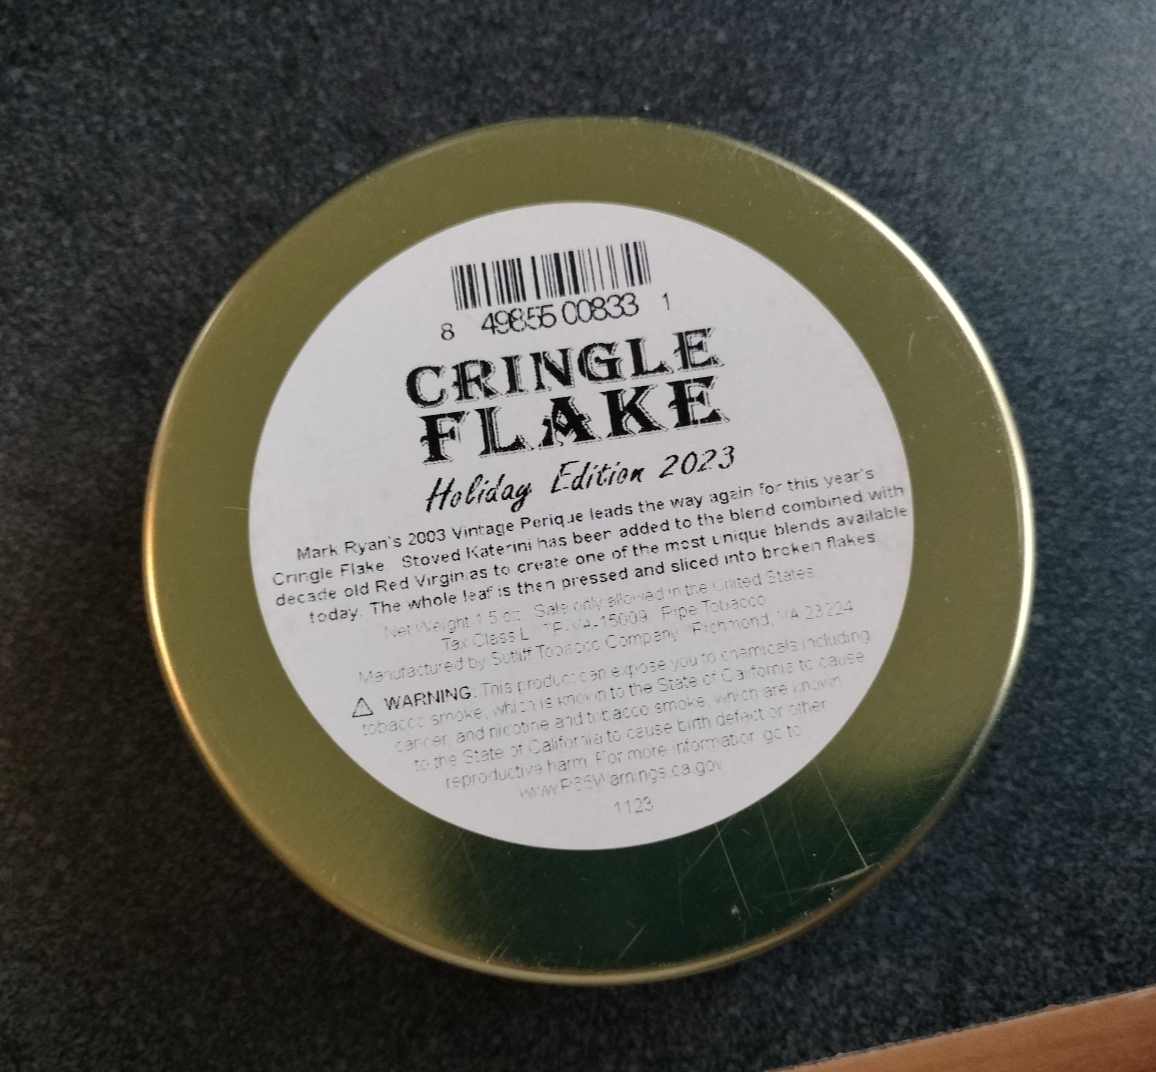 8 49855 00833 1
CRINGLE
FLAKE
Holiday Edition 2023
Mark Ryan's 2003 Vintage Perique leads the way again for this year's
Cringle Flake. Stoved Katerini has been added to the blend combined with
decade old Red Virginias to create one of the most unique blends available
today. The whole leaf is then pressed and sliced into broken flakes
Net Weight 1.5 oz Sale only allowed in the United States
Tax Class L Pipe Tobacco
Manufactured by Sutliff Tobacco Company Richmond, VA 23224
WARNING: This product can expose you to chemicals including
tobacco smoke, which is known to the State of California to cause
cancer, and nicotine and tobacco smoke, which are known
to the State of California to cause birth defect or other
reproductive harm. For more information go to
www.P65Warnings.ca.gov
1123